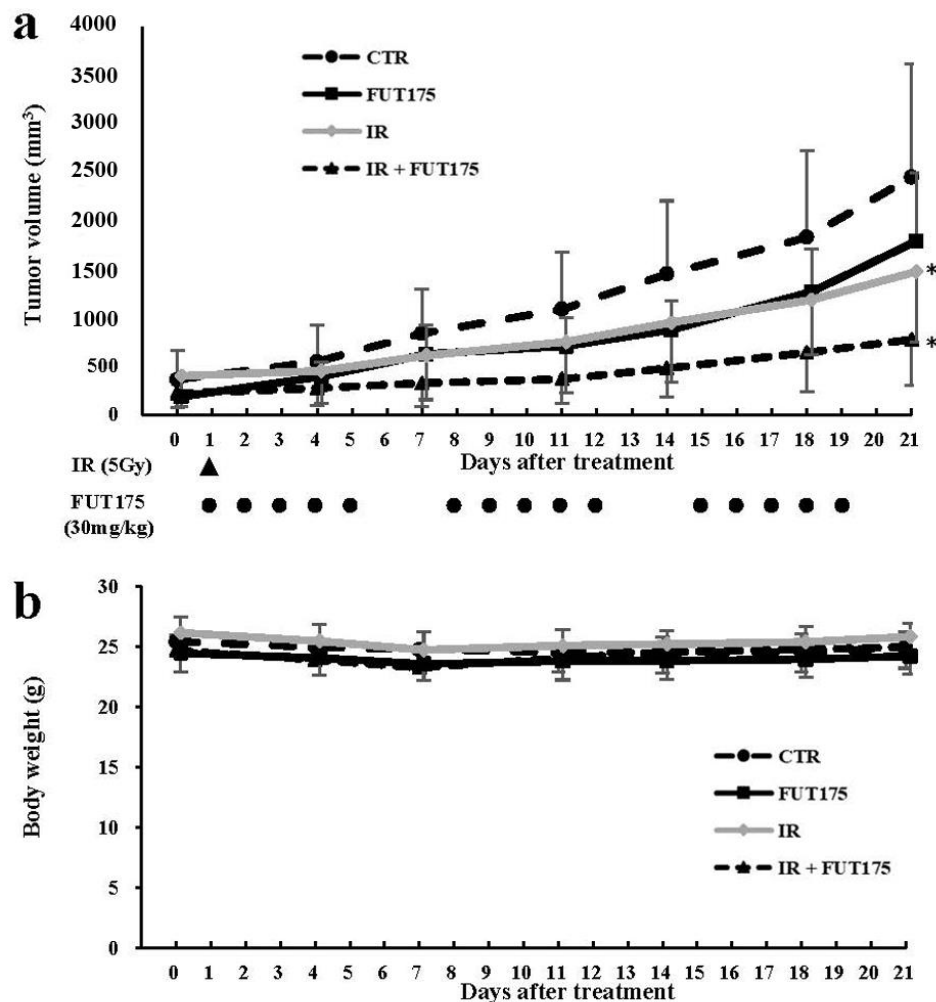 a
4000
3500
3000
2500
2000
1500
1000
500
0
Tumor volume (mm³)
CTR
FUT175
IR
IR + FUT175
*
*
0 1 2 3 4 5 6 7 8 9 10 11 12 13 14 15 16 17 18 19 20 21
Days after treatment
IR (5Gy)
FUT175
(30mg/kg)
b
30
25
20
15
10
5
0
Body weight (g)
CTR
FUT175
IR
IR + FUT175
0 1 2 3 4 5 6 7 8 9 10 11 12 13 14 15 16 17 18 19 20 21
Days after treatment